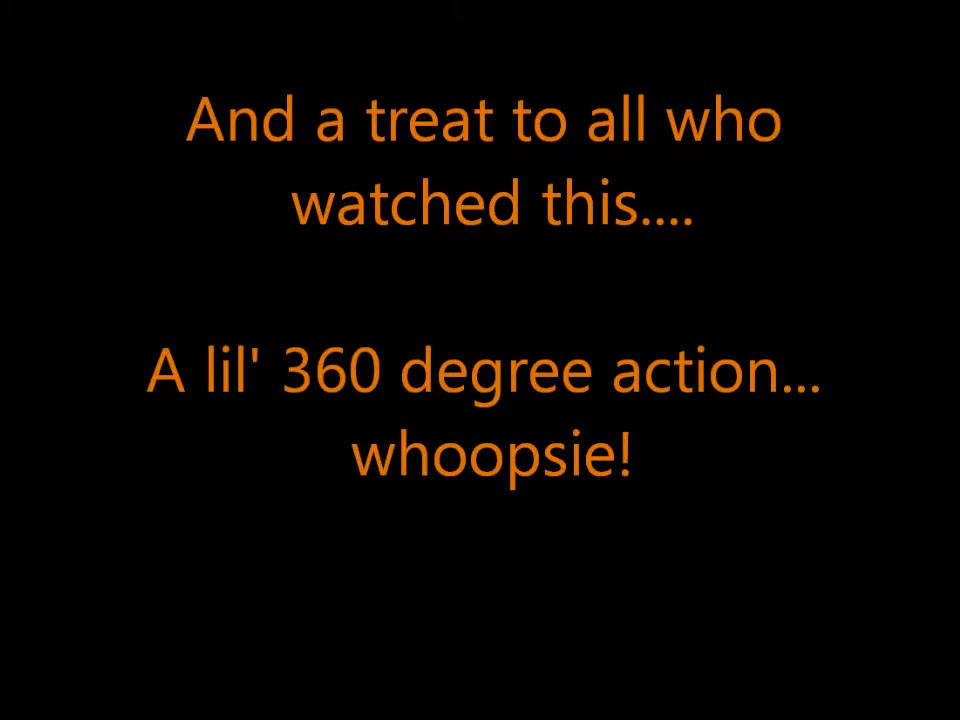 And a treat to all who
watched this....
A lil' 360 degree action...
whoopsie!